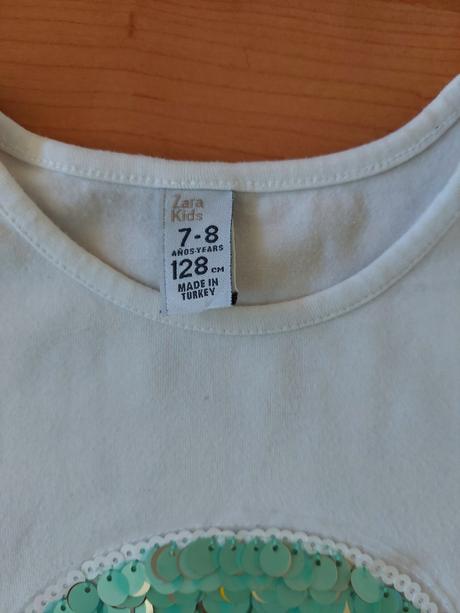 Zara
Kids
7-8
AÑOS-YEARS
128 CM
MADE IN
TURKEY